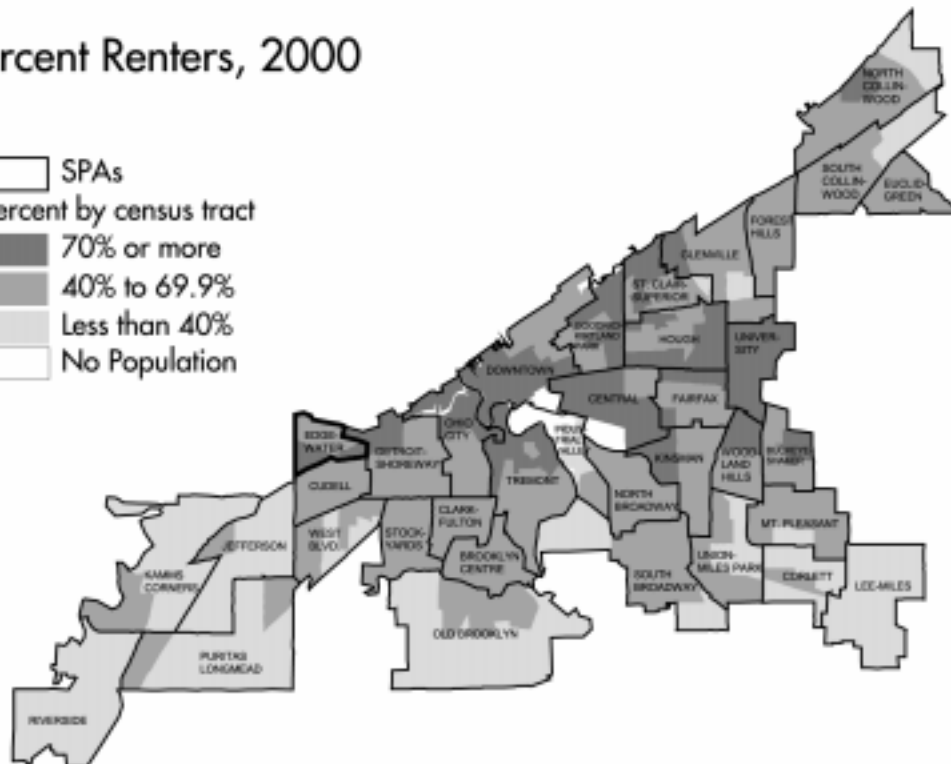 rcent Renters, 2000
SPAs
ercent by census tract
70% or more
40% to 69.9%
Less than 40%
No Population
NORTH
COLLIN-
WOOD
SOUTH
COLLIN-
WOOD
EUCLID-
GREEN
FOREST
HILLS
GLENVILLE
ST. CLAIR-
SUPERIOR
HOUGH
UNIVER-
SITY
DOWNTOWN
CENTRAL
FAIRFAX
EDGE-
WATER
OHIO
CITY
DETROIT-
SHOREWAY
CUDELL
TREMONT
KINSMAN
WOOD-
LAND
HILLS
NORTH
BROADWAY
CLARK-
FULTON
STOCK-
YARDS
WEST
BLVD.
MT. PLEASANT
JEFFERSON
BROOKLYN
CENTRE
UNION-
MILES PARK
KAMMS
CORNERS
SOUTH
BROADWAY
CORLETT
LEE-MILES
OLD BROOKLYN
PURITAS
LONGMEAD
RIVERSIDE